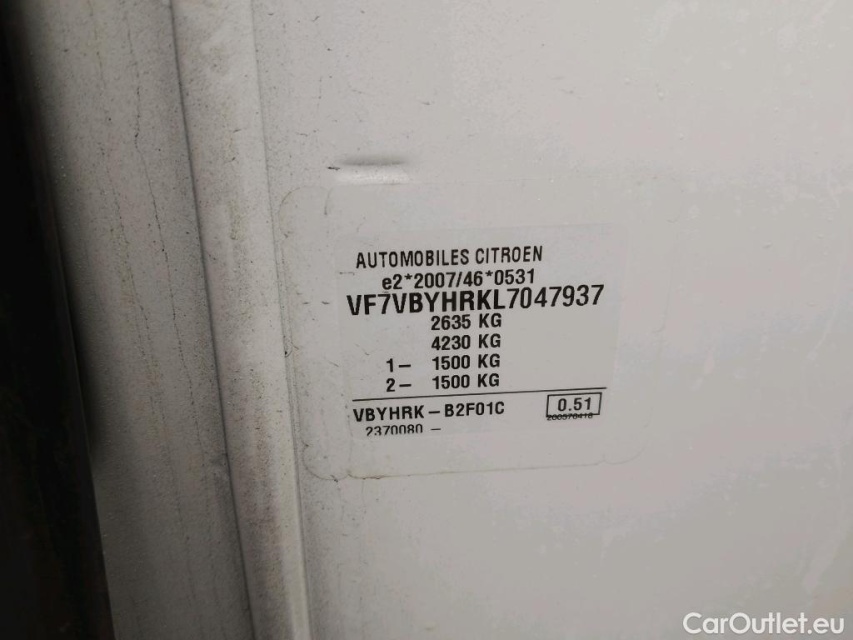 AUTOMOBILES CITROEN
e2*2007/46*0531
VF7VBYHRKL7047937
2635 KG
4230 KG
1– 1500 KG
2– 1500 KG
VBYHRK – B2F01C 0.51
2370080 –
CarOutlet.eu